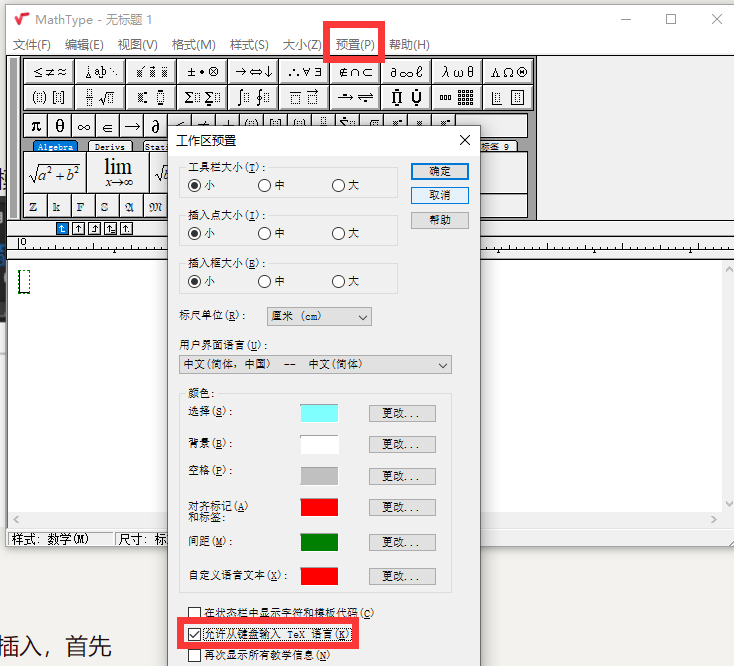 MathType - 无标题 1
文件(F) 编辑(E) 视图(V) 格式(M) 样式(S) 大小(Z) 预置(P) 帮助(H)
≤ ≠ ≈
± • ⊗
→ ⇔ ↓
∴ ∀ ∃
∉ ∩ ⊂
∂ ∞ ℓ
λ ω θ
Λ Ω ⊛
π θ ∞ ∈ → ∂
Algebra Derivs 标签 9
√a² + b² lim x→∞
Z k F
工作区预置
工具栏大小(T):
小 中 大
插入点大小(I):
小 中 大
插入框大小(E):
小 中 大
确定
取消
帮助
标尺单位(R): 厘米 (cm)
用户界面语言(U):
中文(简体, 中国) -- 中文(简体)
颜色:
选择(S): 更改...
背景(B): 更改...
空格(P): 更改...
对齐标记(A)
和标签: 更改...
间距(M): 更改...
自定义语言文本(X): 更改...
在状态栏中显示字符和模板代码(C)
允许从键盘输入 TeX 语言(K)
再次显示所有教学信息(N)
0
样式: 数学(M) 尺寸: 标
插入，首先